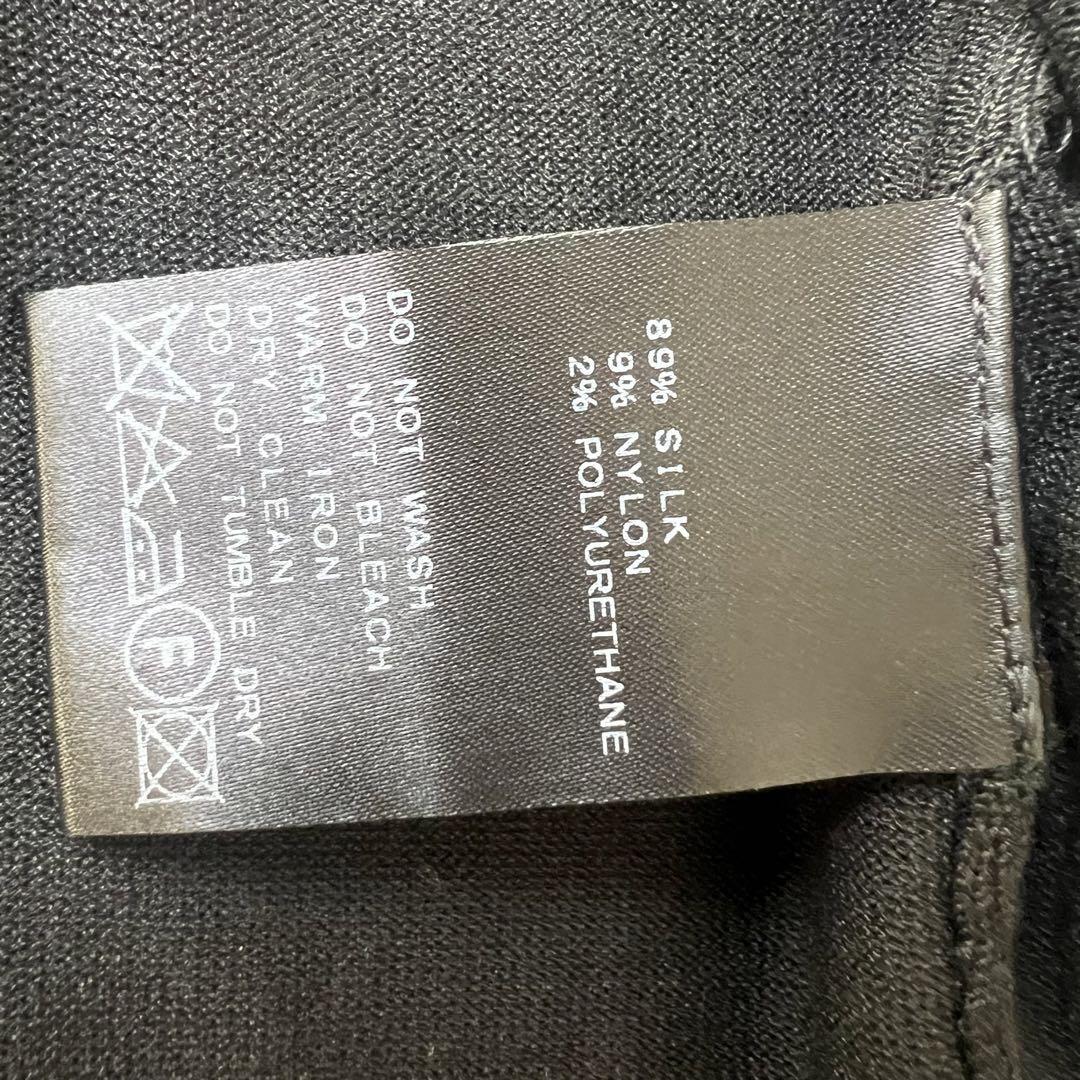 89% SILK
9% NYLON
2% POLYURETHANE
DO NOT WASH
DO NOT BLEACH
WARM IRON
DRY CLEAN
DO NOT TUMBLE DRY
F